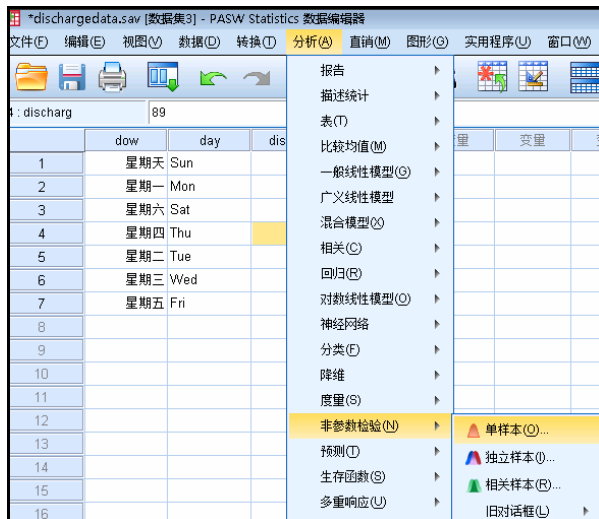 *dischargedata.sav [数据集3] - PASW Statistics 数据编辑器
文件(F) 编辑(E) 视图(V) 数据(D) 转换(T) 分析(A) 直销(M) 图形(G) 实用程序(U) 窗口(W)
4 : discharg 89
dow day dis 变量
1 星期天 Sun
2 星期一 Mon
3 星期六 Sat
4 星期四 Thu
5 星期二 Tue
6 星期三 Wed
7 星期五 Fri
8
9
10
11
12
13
14
15
16
报告
描述统计
表(T)
比较均值(M)
一般线性模型(G)
广义线性模型
混合模型(X)
相关(C)
回归(R)
对数线性模型(O)
神经网络
分类(F)
降维
度量(S)
非参数检验(N)
预测(T)
生存函数(S)
多重响应(U)
单样本(O)...
独立样本(I)...
相关样本(R)...
旧对话框(L)